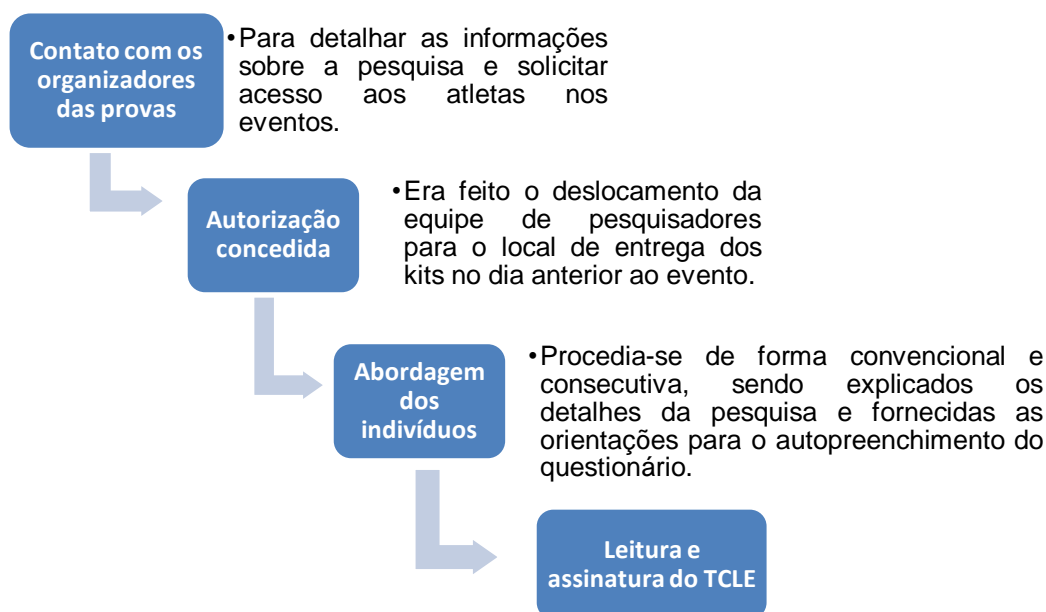 Contato com os
organizadores
das provas
•Para detalhar as informações
sobre a pesquisa e solicitar
acesso aos atletas nos
eventos.
Autorização
concedida
•Era feito o deslocamento da
equipe de pesquisadores
para o local de entrega dos
kits no dia anterior ao evento.
Abordagem
dos
indivíduos
•Procedia-se de forma convencional e
consecutiva, sendo explicados os
detalhes da pesquisa e fornecidas as
orientações para o autopreenchimento do
questionário.
Leitura e
assinatura do TCLE